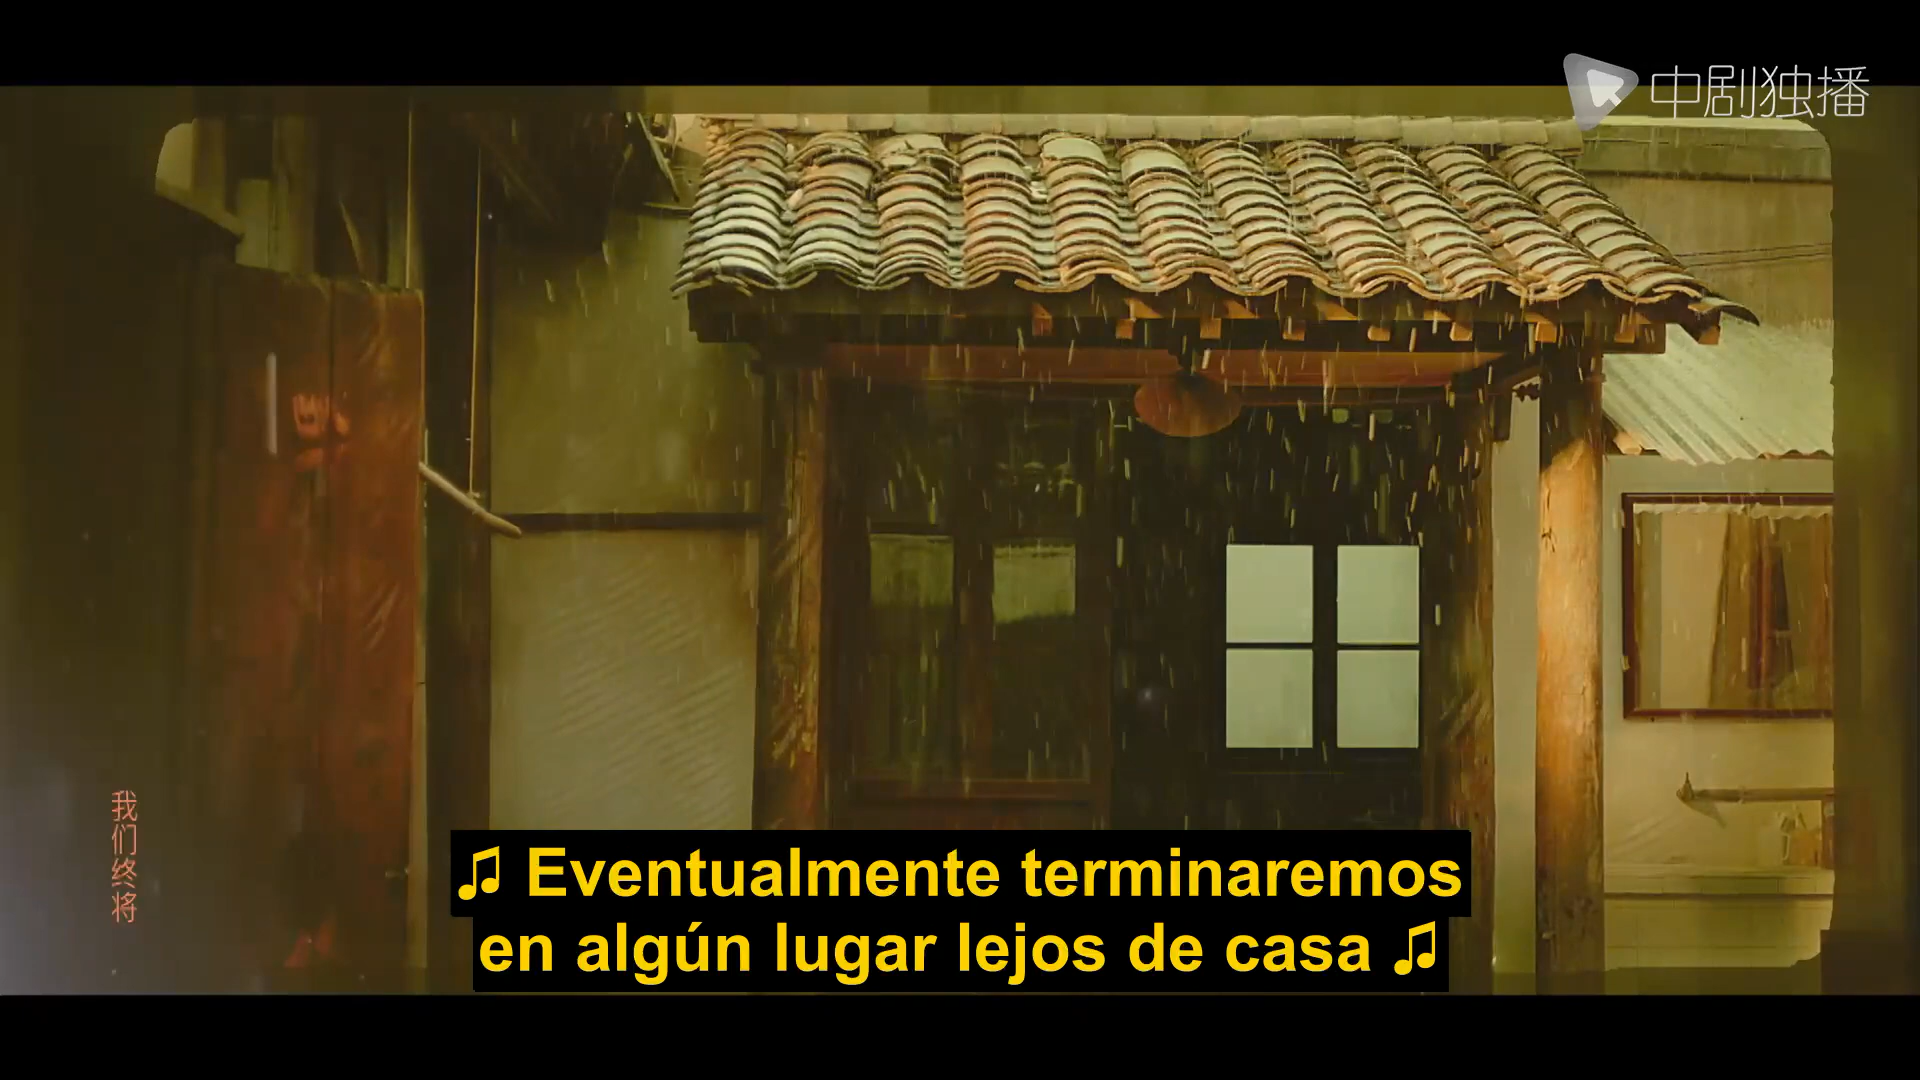 中剧独播
我们终将
♫ Eventualmente terminaremos
en algún lugar lejos de casa ♫